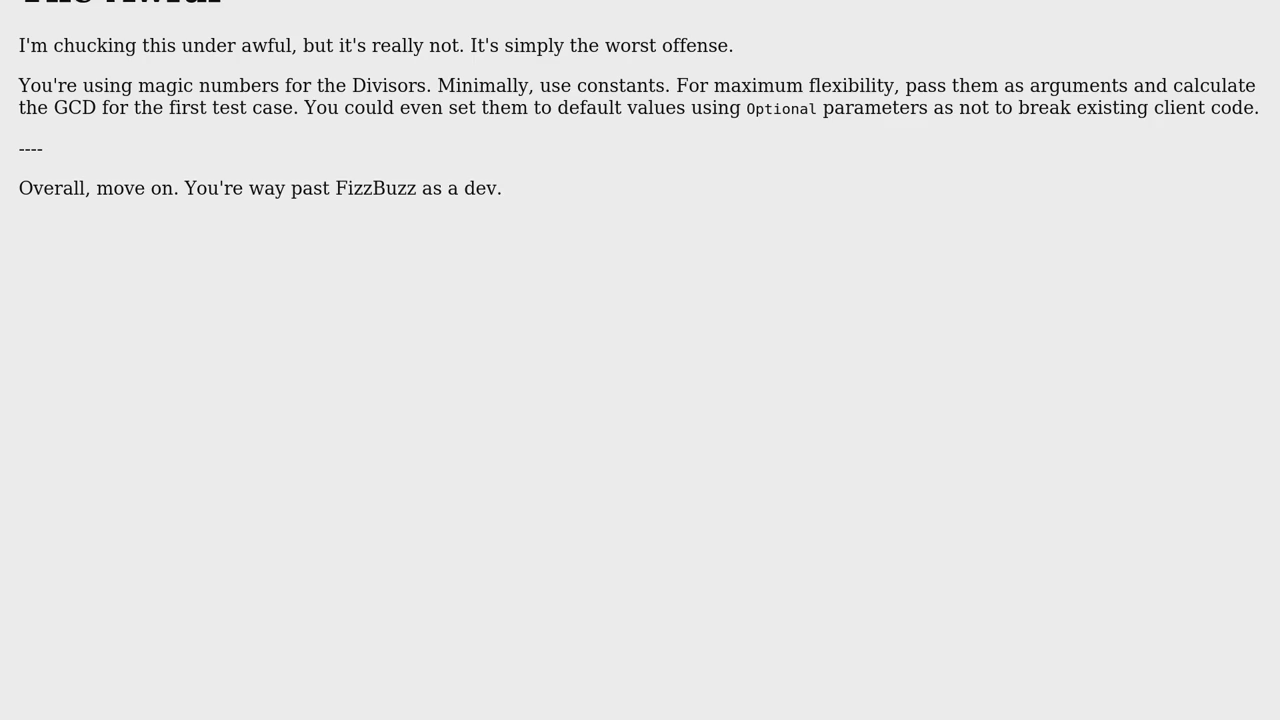 I'm chucking this under awful, but it's really not. It's simply the worst offense.
You're using magic numbers for the Divisors. Minimally, use constants. For maximum flexibility, pass them as arguments and calculate
the GCD for the first test case. You could even set them to default values using Optional parameters as not to break existing client code.
----
Overall, move on. You're way past FizzBuzz as a dev.